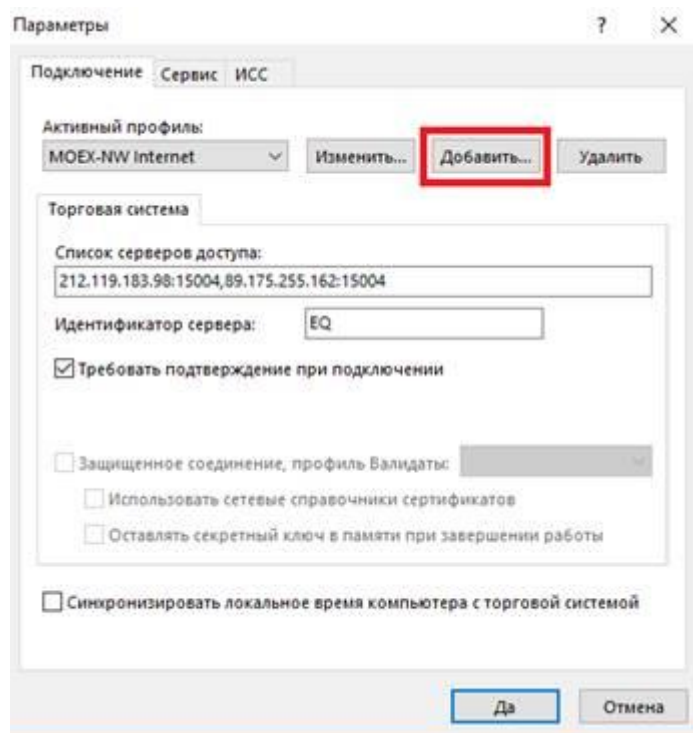 Параметры ? ×
Подключение Сервис ИСС
Активный профиль:
MOEX-NW Internet Изменить... Добавить... Удалить
Торговая система
Список серверов доступа:
212.119.183.98:15004,89.175.255.162:15004
Идентификатор сервера: EQ
Требовать подтверждение при подключении
Защищенное соединение, профиль Валидаты:
Использовать сетевые справочники сертификатов
Оставлять секретный ключ в памяти при завершении работы
Синхронизировать локальное время компьютера с торговой системой
Да Отмена